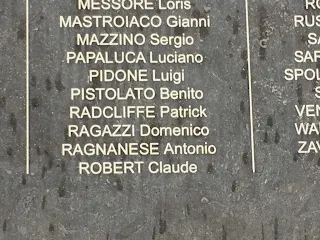 MESSORE Loris
MASTROIACO Gianni
MAZZINO Sergio
PAPALUCA Luciano
PIDONE Luigi
PISTOLATO Benito
RADCLIFFE Patrick
RAGAZZI Domenico
RAGNANESE Antonio
ROBERT Claude